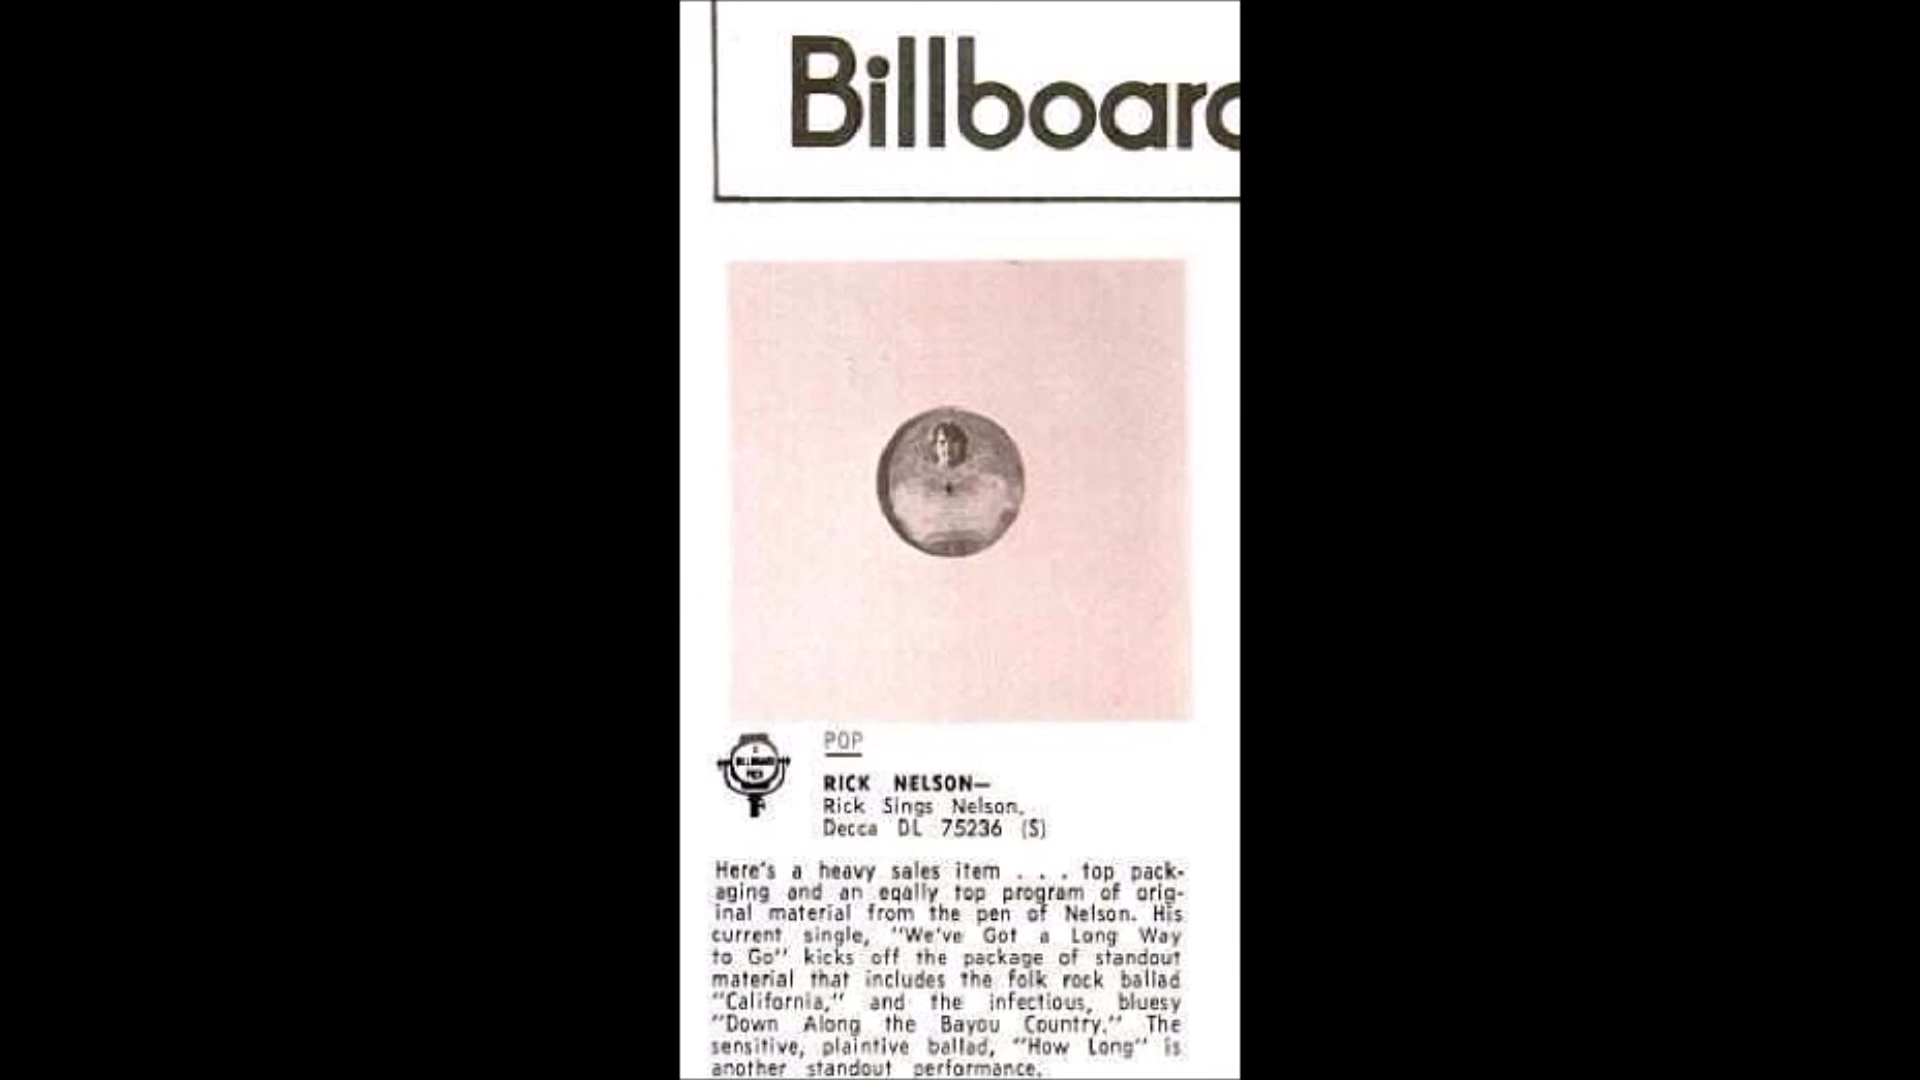 Billboard
POP
A
BILLBOARD
PICK
RICK NELSON—
Rick Sings Nelson,
Decca DL 75236 (S)
Here's a heavy sales item . . . top pack-
aging and an eqally top program of orig-
inal material from the pen of Nelson. His
current single, "We've Got a Long Way
to Go" kicks off the package of standout
material that includes the folk rock ballad
"California," and the infectious, bluesy
"Down Along the Bayou Country." The
sensitive, plaintive ballad, "How Long" is
another standout performance.